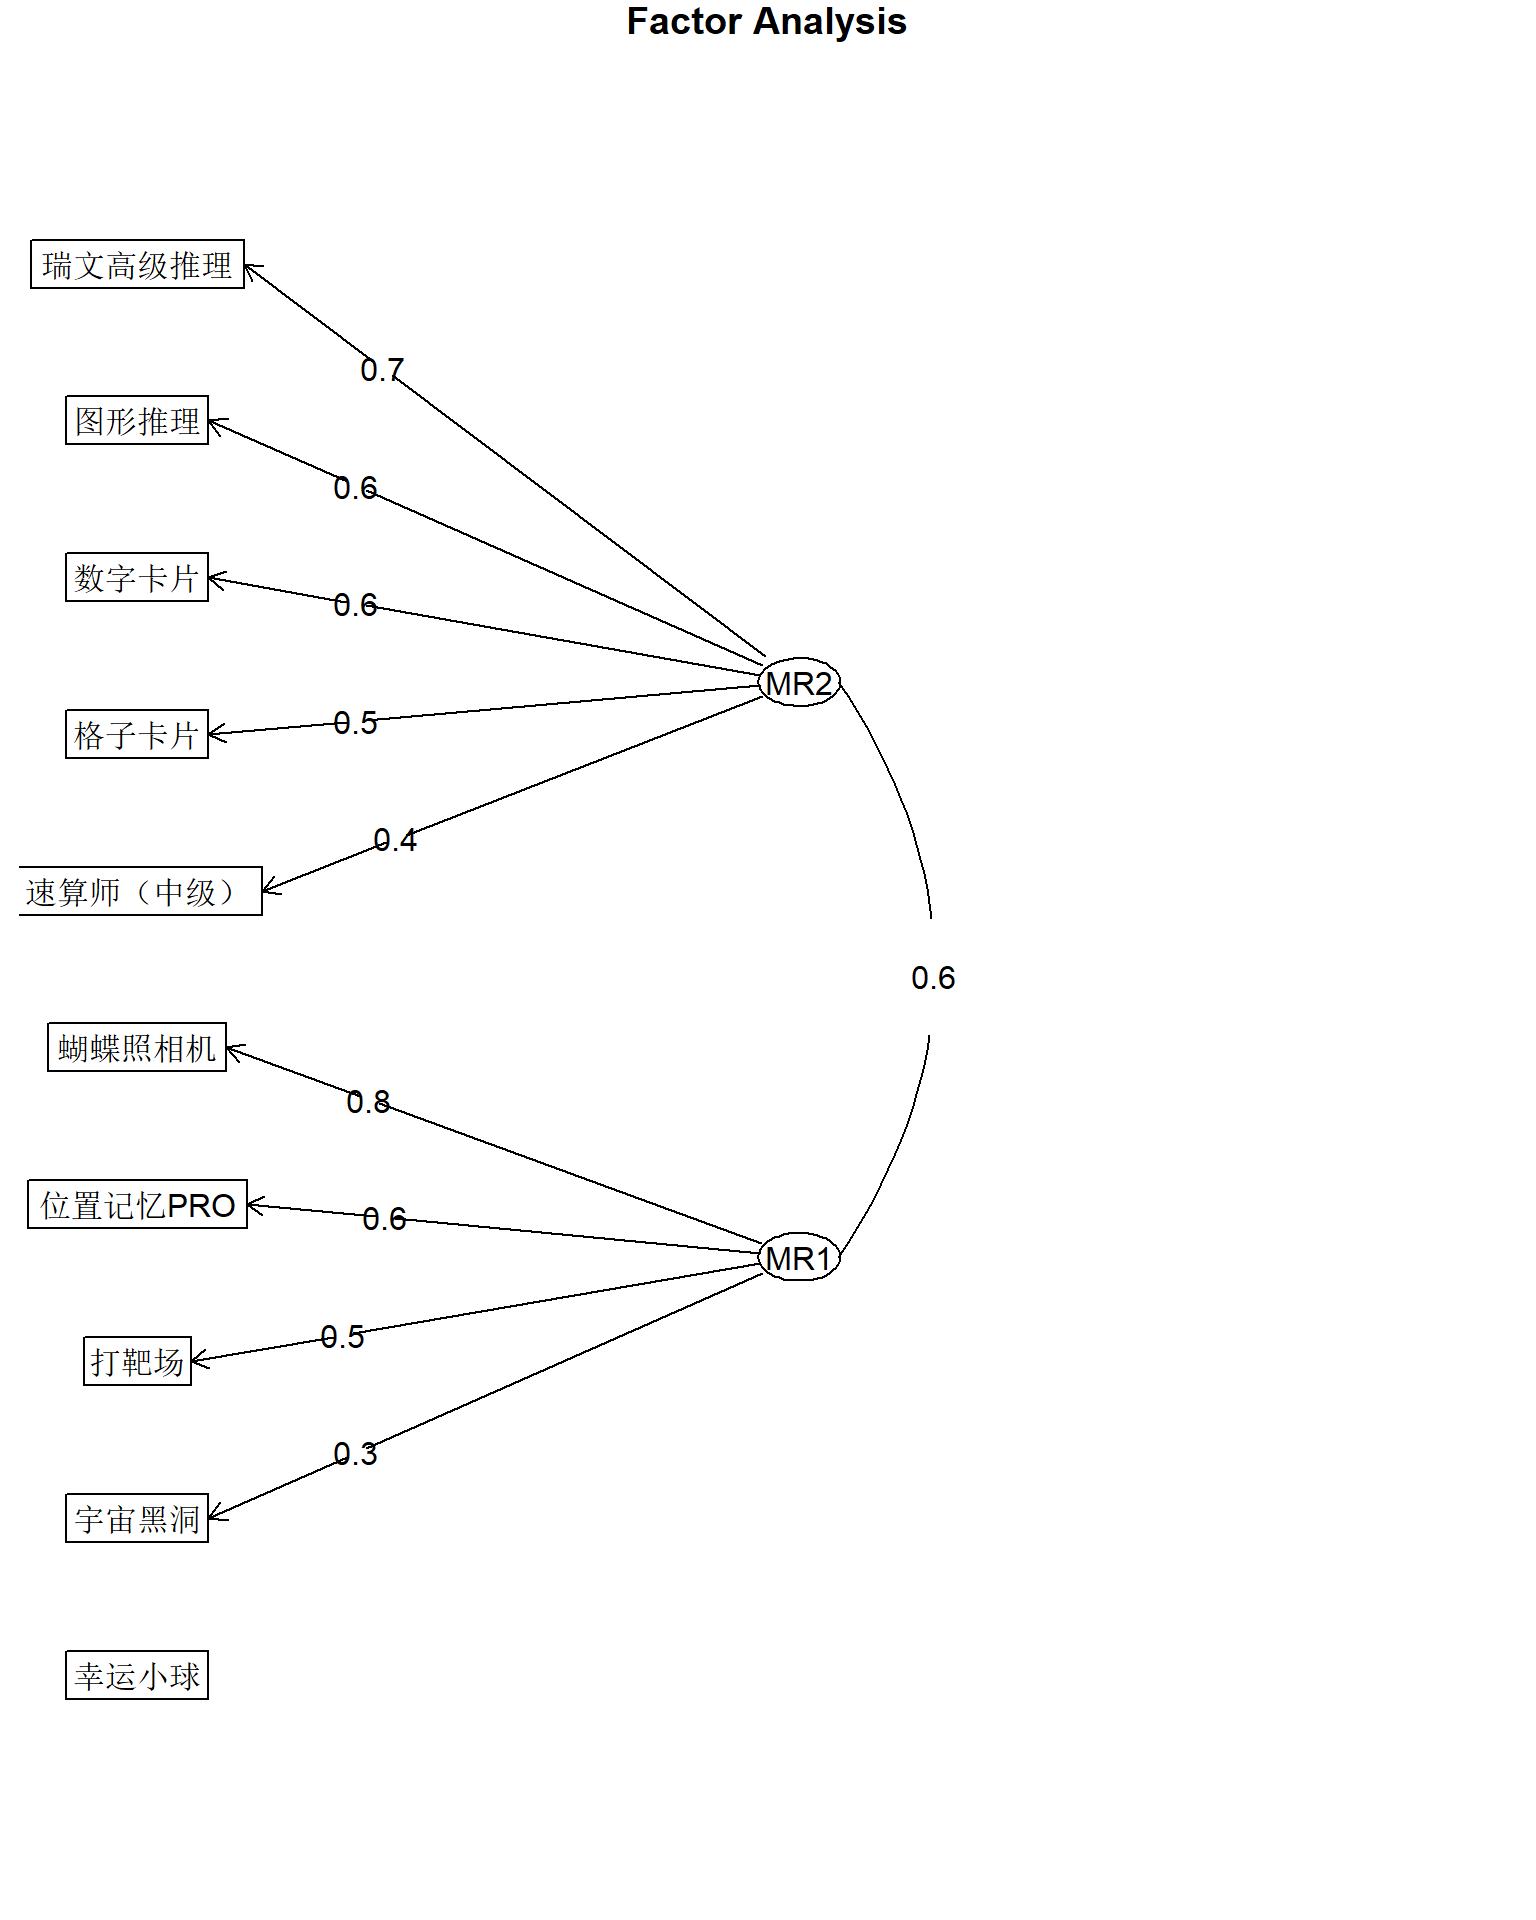 Factor Analysis
瑞文高级推理
0.7
图形推理
0.6
数字卡片
0.6
MR2
格子卡片
0.5
0.4
速算师（中级）
0.6
蝴蝶照相机
0.8
位置记忆PRO
0.6
MR1
0.5
打靶场
0.3
宇宙黑洞
幸运小球